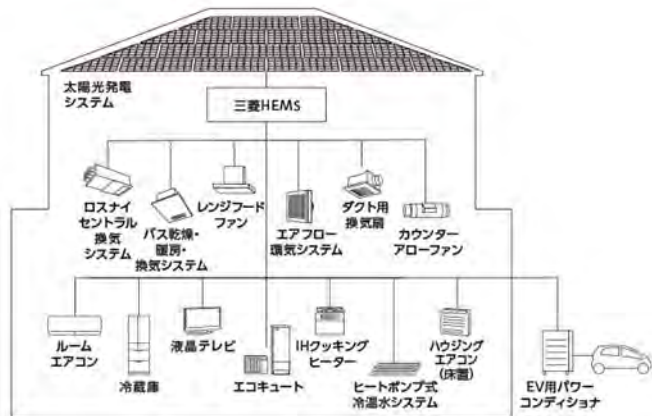 太陽光発電
システム
三菱HEMS
ロスナイ
セントラル
換気
システム
バス乾燥・
暖房・
換気システム
レンジフード
ファン
エアフロー
環気システム
ダクト用
換気扇
カウンター
アローファン
ルーム
エアコン
冷蔵庫
液晶テレビ
エコキュート
IHクッキング
ヒーター
ヒートポンプ式
冷温水システム
ハウジング
エアコン
(床置)
EV用パワー
コンディショナ